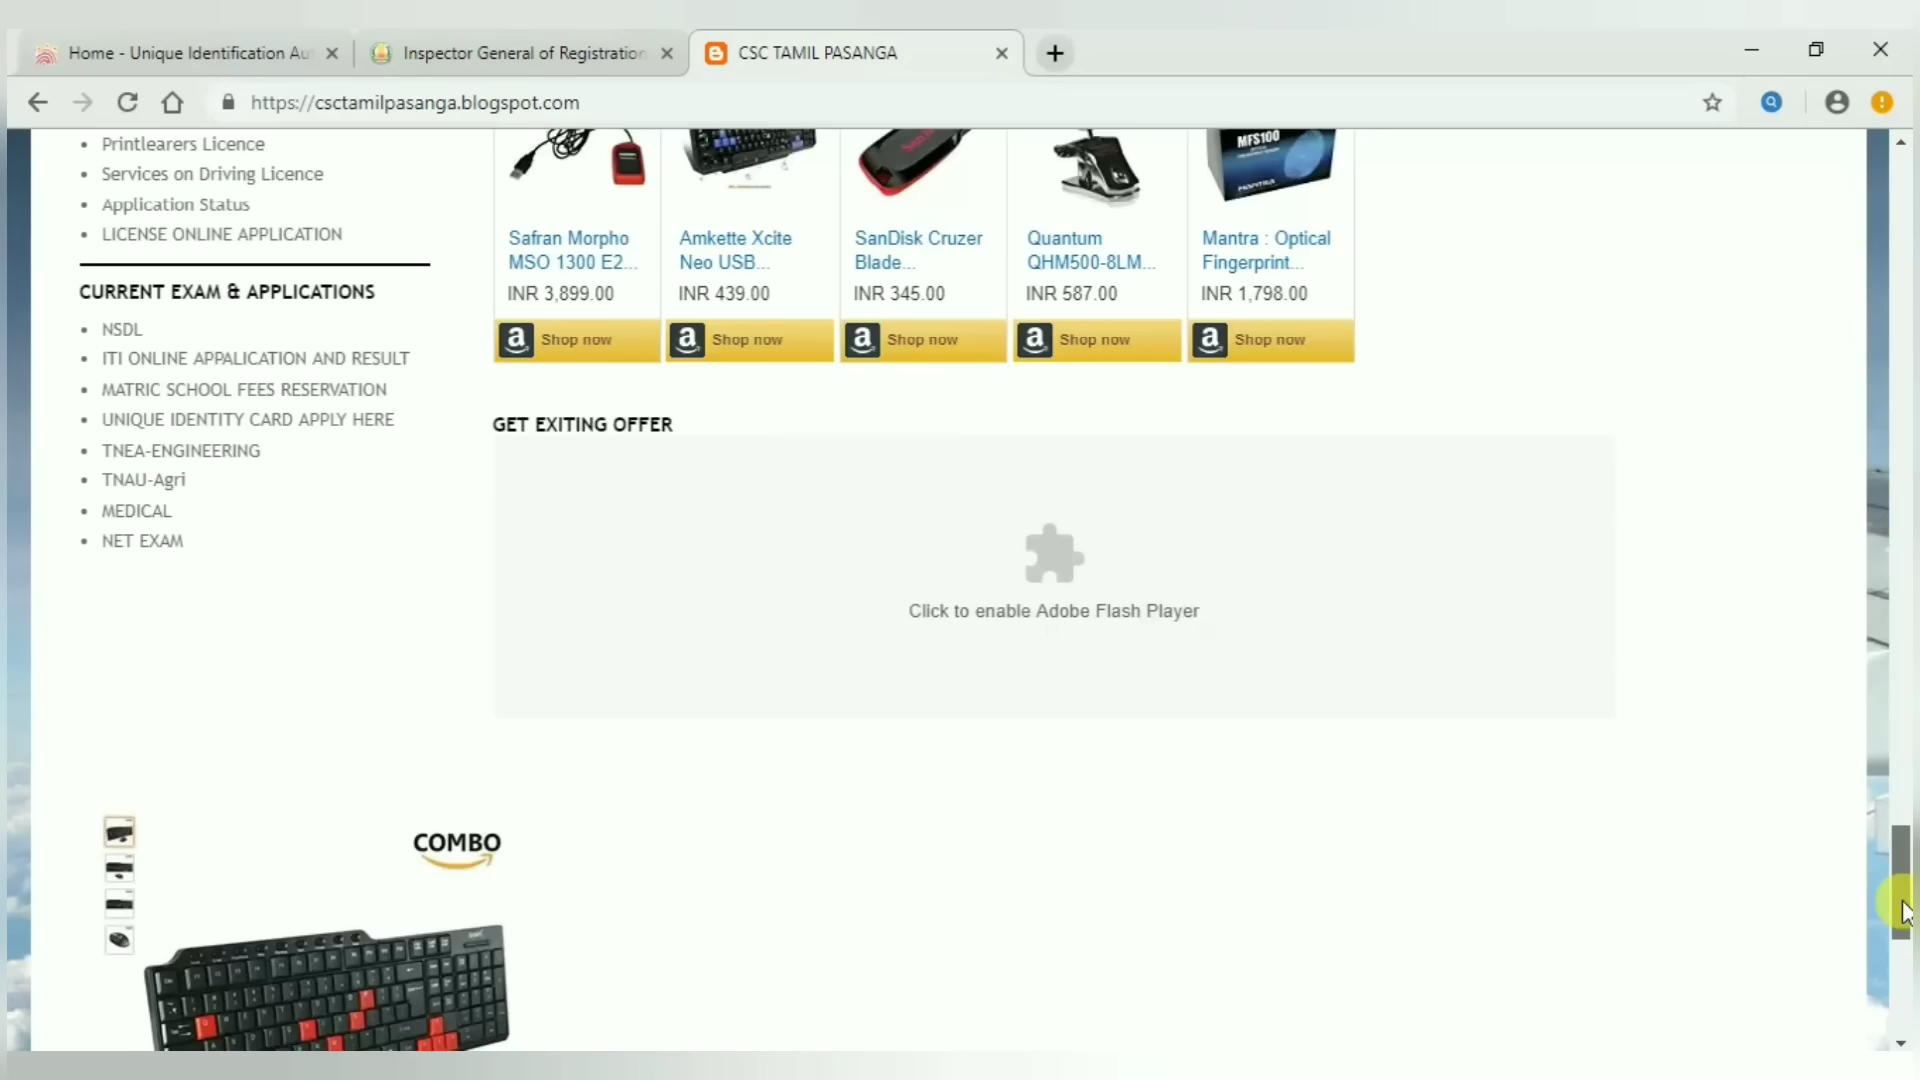 Home - Unique Identification Au
Inspector General of Registration
CSC TAMIL PASANGA
https://csctamilpasanga.blogspot.com
Printlearers Licence
Services on Driving Licence
Application Status
LICENSE ONLINE APPLICATION
CURRENT EXAM & APPLICATIONS
NSDL
ITI ONLINE APPALICATION AND RESULT
MATRIC SCHOOL FEES RESERVATION
UNIQUE IDENTITY CARD APPLY HERE
TNEA-ENGINEERING
TNAU-Agri
MEDICAL
NET EXAM
MFS100
MANTRA
Safran Morpho
MSO 1300 E2...
INR 3,899.00
Shop now
Amkette Xcite
Neo USB...
INR 439.00
Shop now
SanDisk Cruzer
Blade...
INR 345.00
Shop now
Quantum
QHM500-8LM...
INR 587.00
Shop now
Mantra : Optical
Fingerprint...
INR 1,798.00
Shop now
GET EXITING OFFER
Click to enable Adobe Flash Player
COMBO